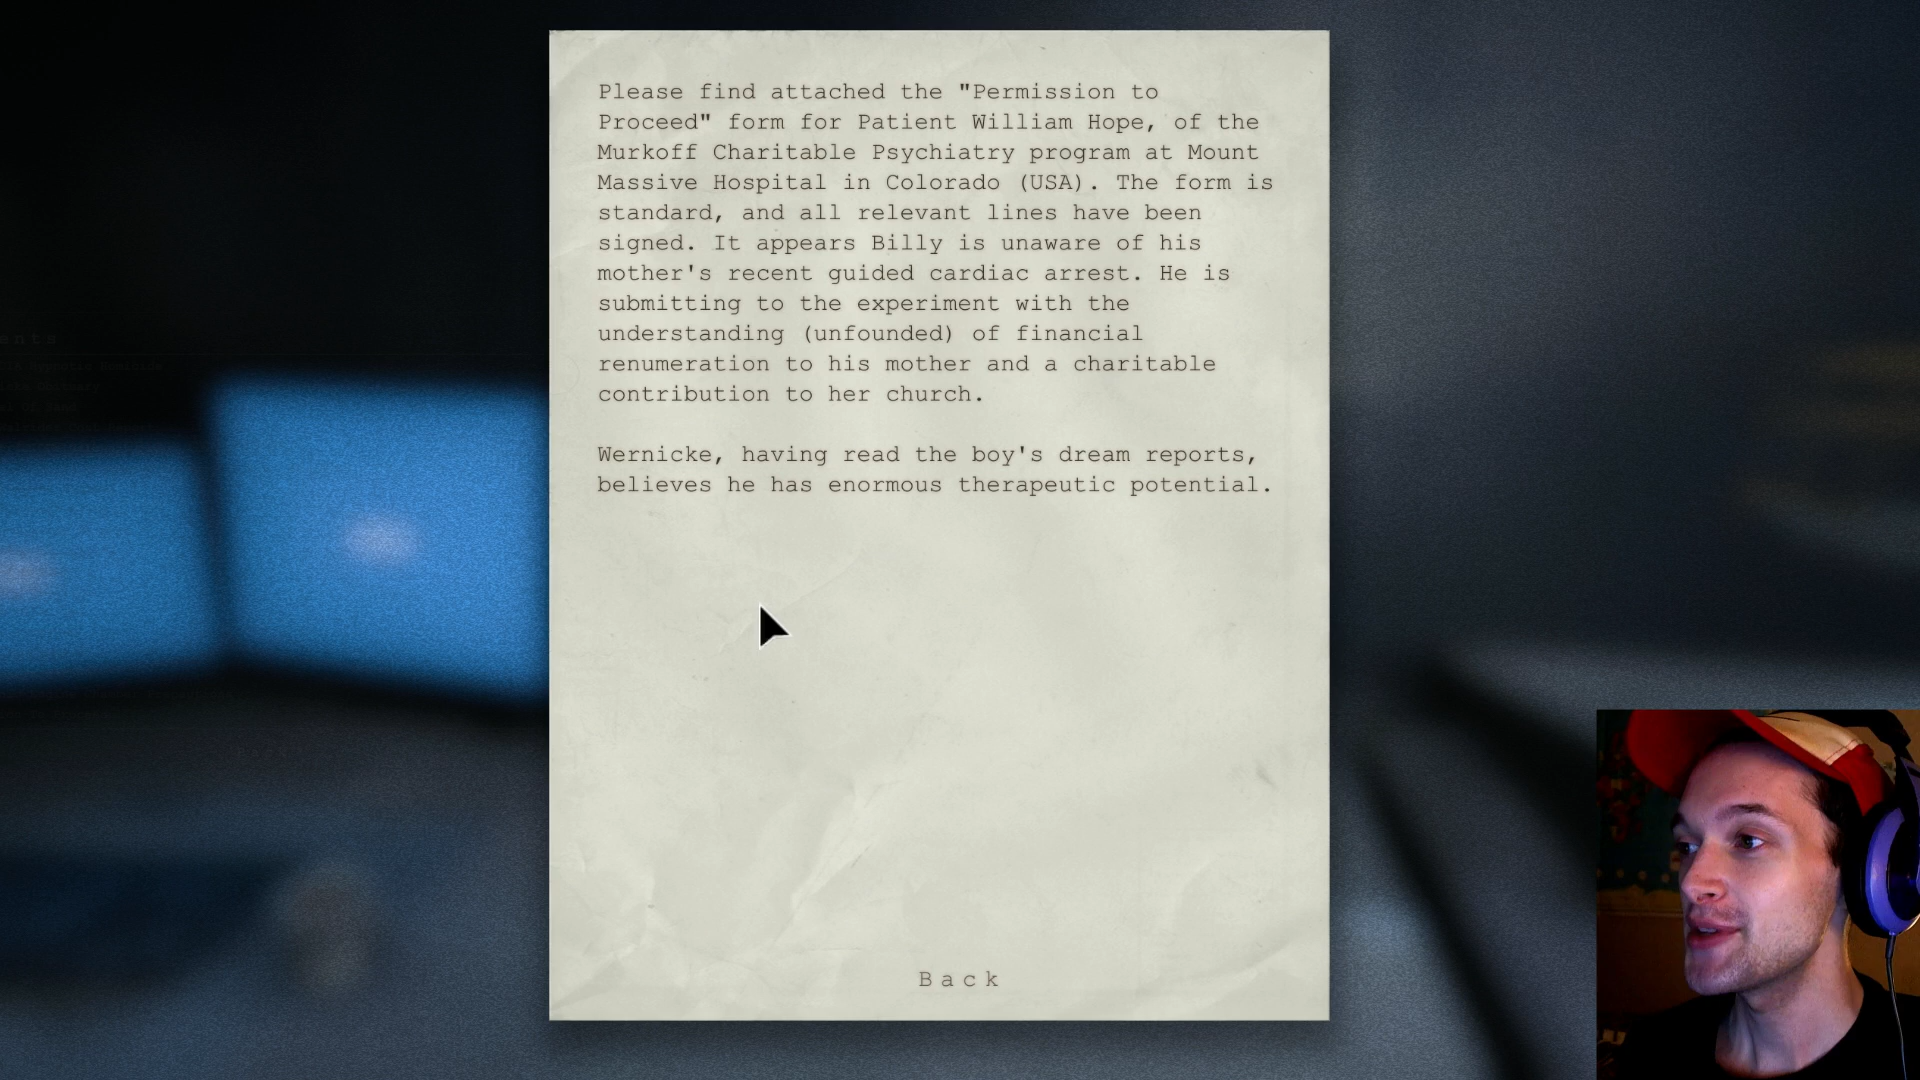 Please find attached the "Permission to
Proceed" form for Patient William Hope, of the
Murkoff Charitable Psychiatry program at Mount
Massive Hospital in Colorado (USA). The form is
standard, and all relevant lines have been
signed. It appears Billy is unaware of his
mother's recent guided cardiac arrest. He is
submitting to the experiment with the
understanding (unfounded) of financial
renumeration to his mother and a charitable
contribution to her church.
Wernicke, having read the boy's dream reports,
believes he has enormous therapeutic potential.
Back